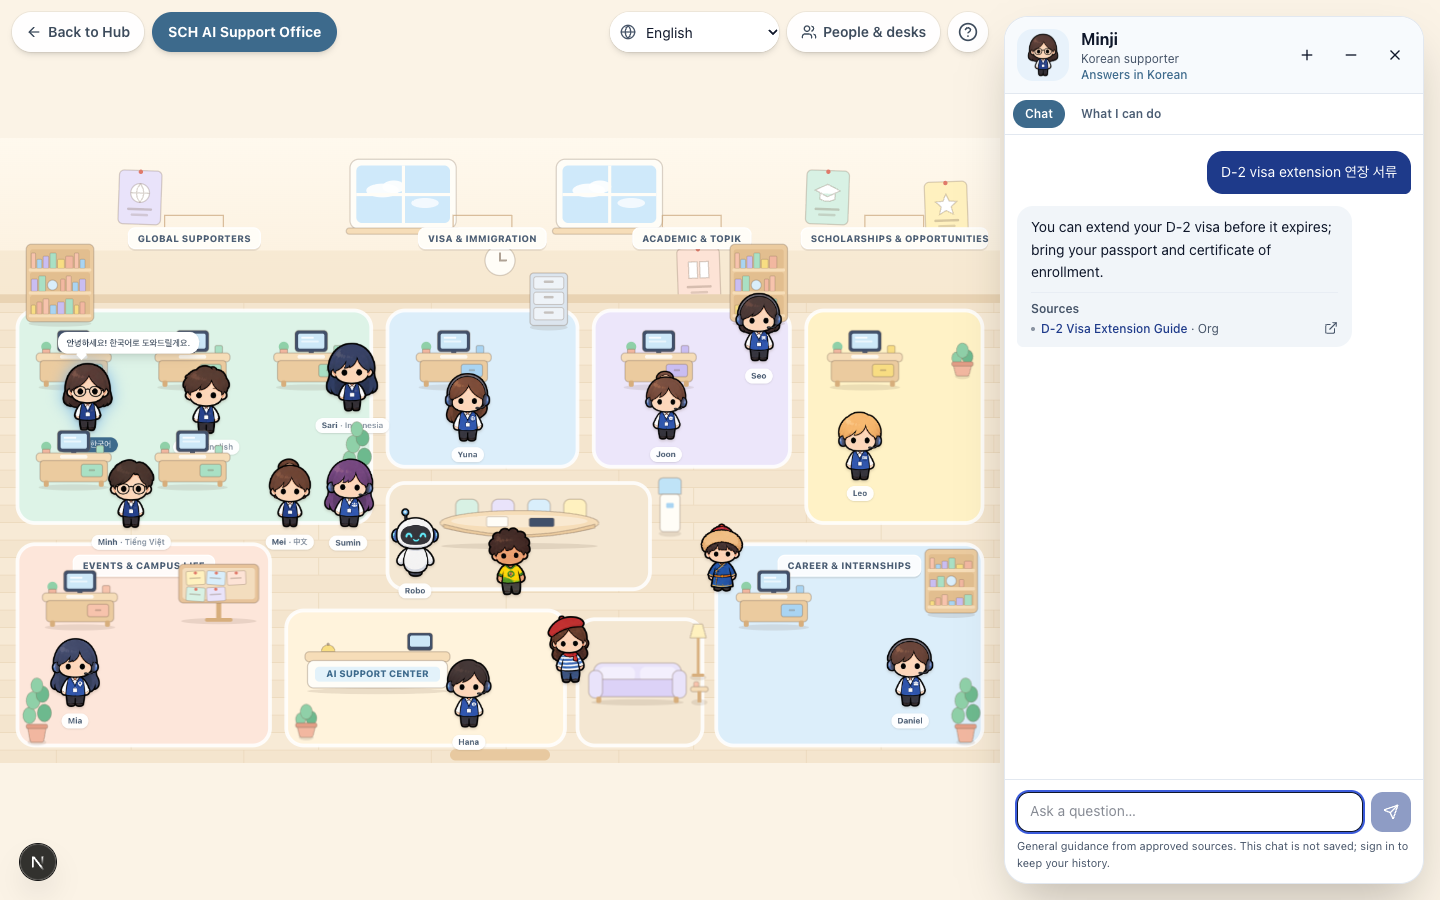 Back to Hub
SCH AI Support Office
English
People & desks
Minji
Korean supporter
Answers in Korean
Chat
What I can do
D-2 visa extension 연장 서류
You can extend your D-2 visa before it expires;
bring your passport and certificate of
enrollment.
Sources
D-2 Visa Extension Guide · Org
GLOBAL SUPPORTERS
VISA & IMMIGRATION
ACADEMIC & TOPIK
SCHOLARSHIPS & OPPORTUNITIES
안녕하세요! 한국어로 도와드릴게요.
Seo
Sari
한국어
Yuna
Joon
Leo
Minh · Tiếng Việt
Mei · 中文
Sumin
EVENTS & CAMPUS LIFE
Robo
CAREER & INTERNSHIPS
AI SUPPORT CENTER
Mia
Hana
Daniel
N
Ask a question...
General guidance from approved sources. This chat is not saved; sign in to
keep your history.